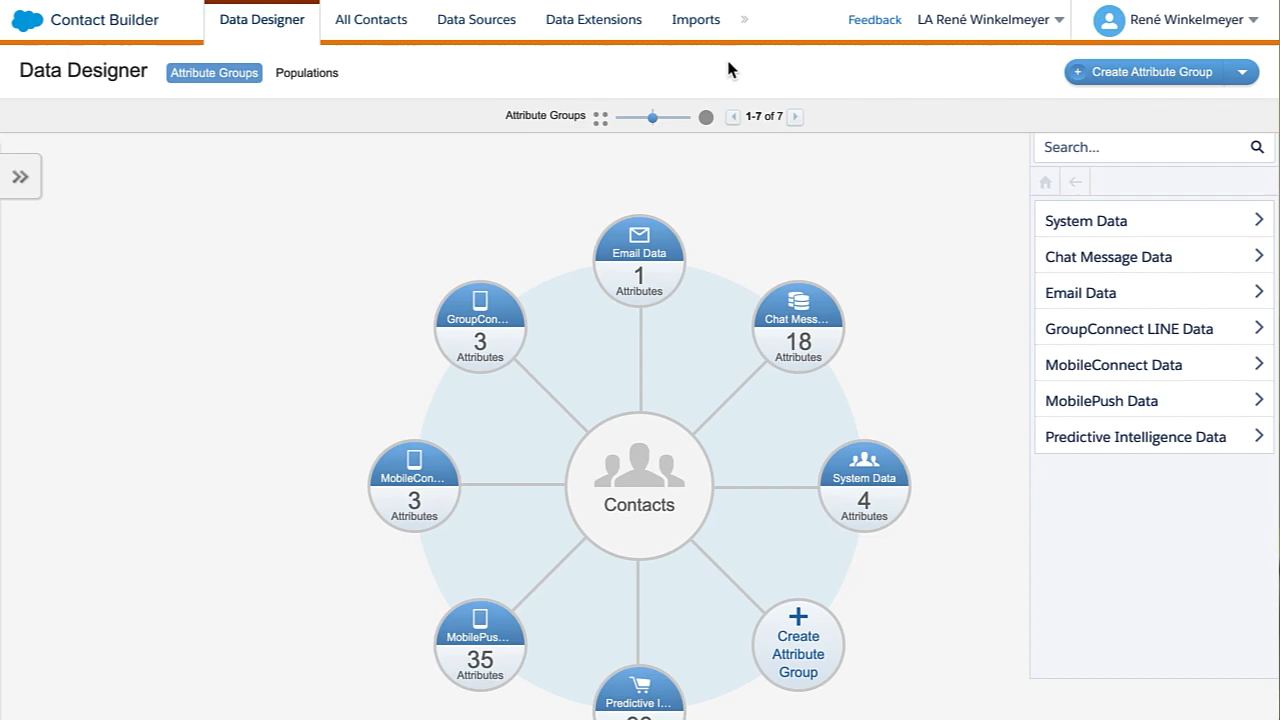 Contact Builder
Data Designer
All Contacts
Data Sources
Data Extensions
Imports
Feedback
LA René Winkelmeyer
René Winkelmeyer
Data Designer
Attribute Groups
Populations
Create Attribute Group
Attribute Groups
1-7 of 7
Search...
System Data
Chat Message Data
Email Data
GroupConnect LINE Data
MobileConnect Data
MobilePush Data
Predictive Intelligence Data
Email Data
1
Attributes
GroupCon...
3
Attributes
Chat Mess...
18
Attributes
MobileCon...
3
Attributes
Contacts
System Data
4
Attributes
MobilePus...
35
Attributes
Create
Attribute
Group
Predictive I...